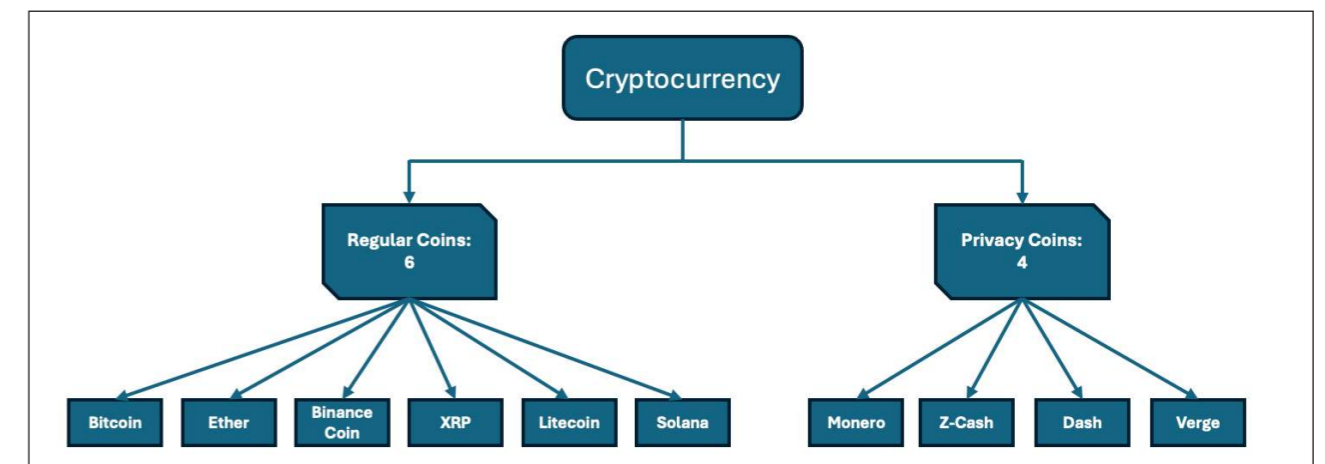 Cryptocurrency
Regular Coins:
6
Privacy Coins:
4
Bitcoin
Ether
Binance
Coin
XRP
Litecoin
Solana
Monero
Z-Cash
Dash
Verge